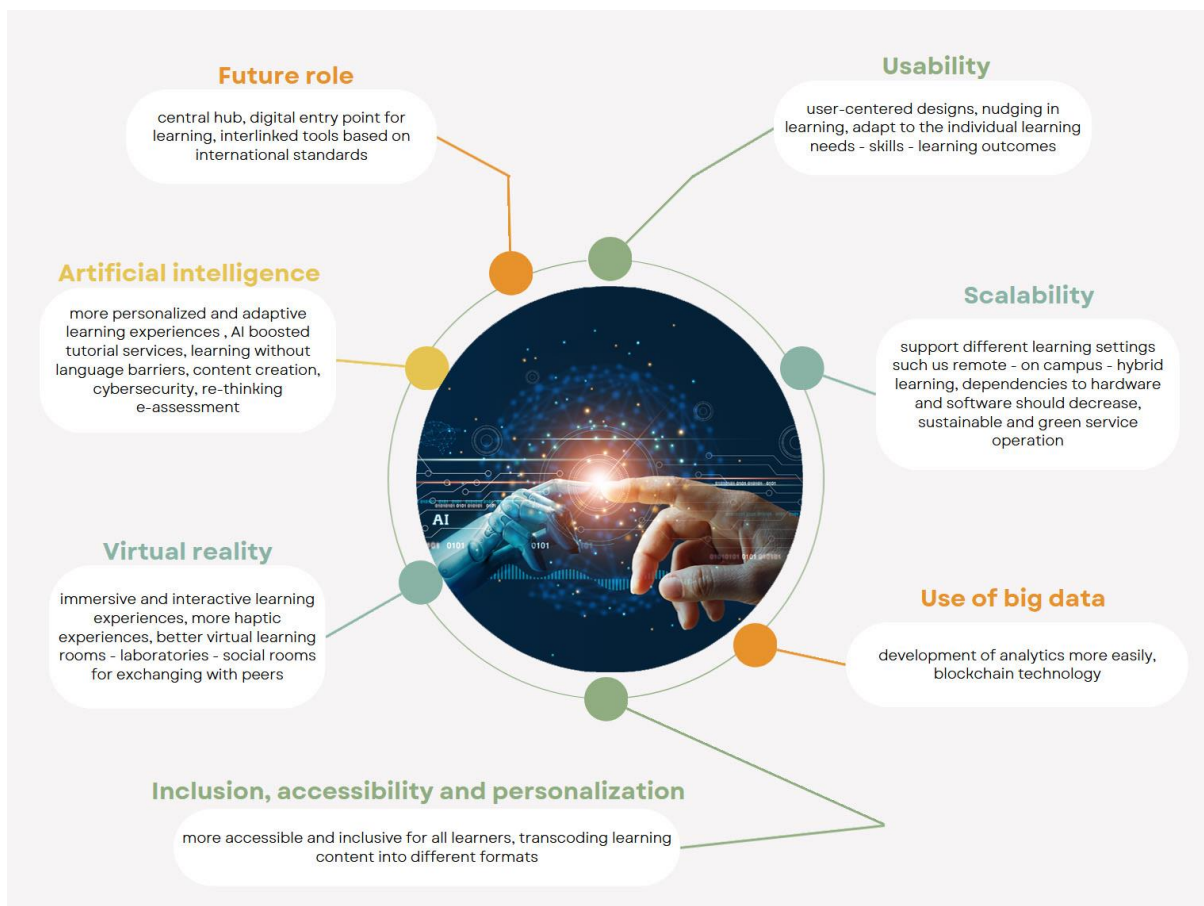 Future role
central hub, digital entry point for
learning, interlinked tools based on
international standards
Usability
user-centered designs, nudging in
learning, adapt to the individual learning
needs - skills - learning outcomes
Artificial intelligence
more personalized and adaptive
learning experiences , AI boosted
tutorial services, learning without
language barriers, content creation,
cybersecurity, re-thinking
e-assessment
Scalability
support different learning settings
such us remote - on campus - hybrid
learning, dependencies to hardware
and software should decrease,
sustainable and green service
operation
AI
0101
0101
Virtual reality
immersive and interactive learning
experiences, more haptic
experiences, better virtual learning
rooms - laboratories - social rooms
for exchanging with peers
Use of big data
development of analytics more easily,
blockchain technology
Inclusion, accessibility and personalization
more accessible and inclusive for all learners, transcoding learning
content into different formats